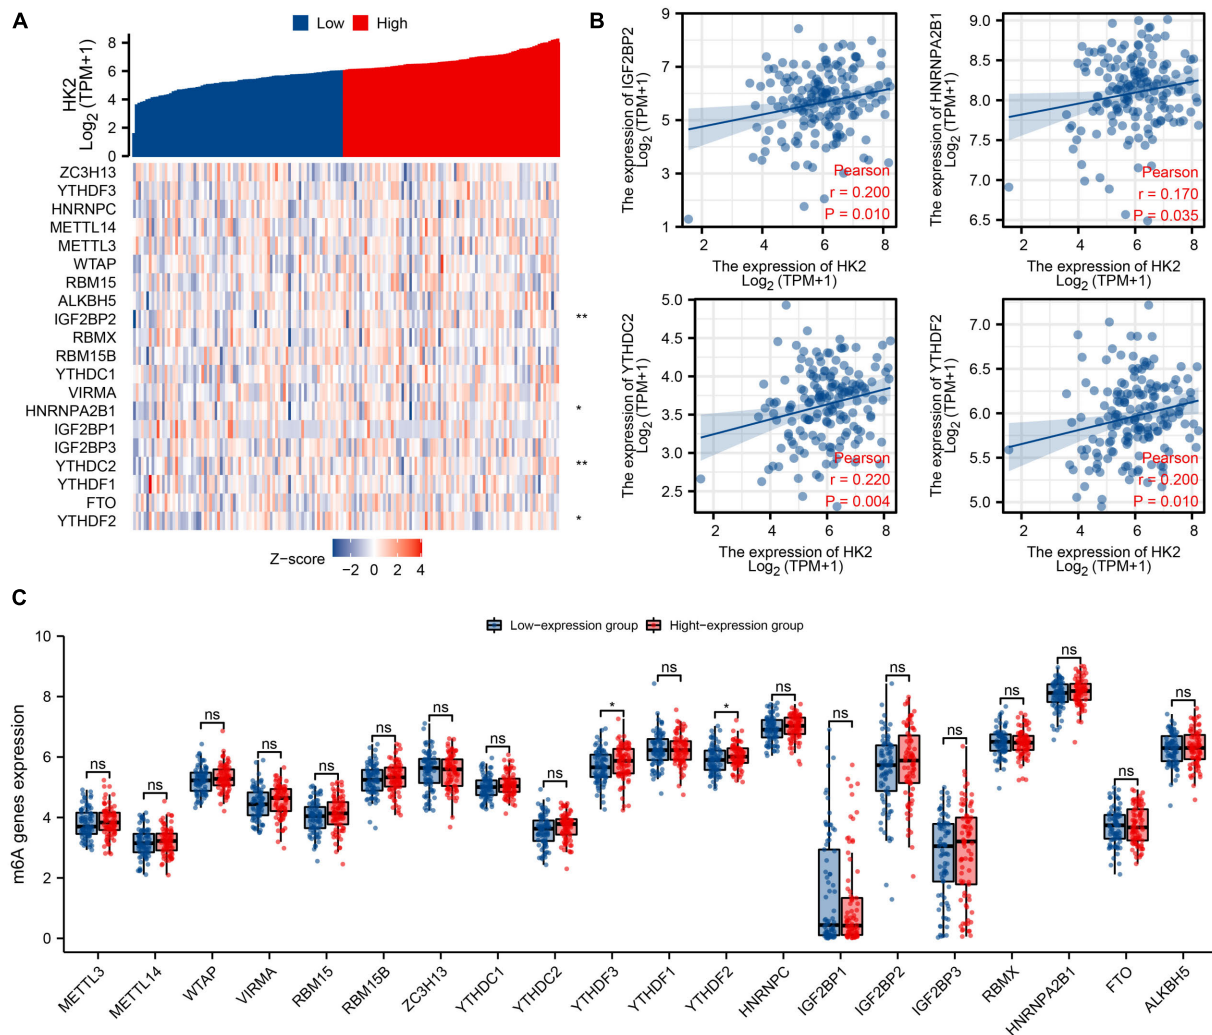 A
Low High
HK2
Log2 (TPM+1)
8
6
4
2
0
ZC3H13
YTHDF3
HNRNPC
METTL14
METTL3
WTAP
RBM15
ALKBH5
IGF2BP2 **
RBMX
RBM15B
YTHDC1
VIRMA
HNRNPA2B1 *
IGF2BP1
IGF2BP3
YTHDC2 **
YTHDF1
FTO
YTHDF2 *
Z−score
−2 0 2 4
B
The expression of IGF2BP2
Log2 (TPM+1)
9
7
5
3
1
Pearson
r = 0.200
P = 0.010
2 4 6 8
The expression of HK2
Log2 (TPM+1)
The expression of HNRNPA2B1
Log2 (TPM+1)
9.0
8.5
8.0
7.5
7.0
6.5
Pearson
r = 0.170
P = 0.035
2 4 6 8
The expression of HK2
Log2 (TPM+1)
The expression of YTHDC2
Log2 (TPM+1)
5.0
4.5
4.0
3.5
3.0
2.5
Pearson
r = 0.220
P = 0.004
2 4 6 8
The expression of HK2
Log2 (TPM+1)
The expression of YTHDF2
Log2 (TPM+1)
7.0
6.5
6.0
5.5
5.0
Pearson
r = 0.200
P = 0.010
2 4 6 8
The expression of HK2
Log2 (TPM+1)
C
Low−expression group Hight−expression group
m6A genes expression
10
8
6
4
2
0
ns ns ns ns ns ns ns ns ns * ns * ns ns ns ns ns ns ns ns
METTL3
METTL14
WTAP
VIRMA
RBM15
RBM15B
ZC3H13
YTHDC1
YTHDC2
YTHDF3
YTHDF1
YTHDF2
HNRNPC
IGF2BP1
IGF2BP2
IGF2BP3
RBMX
HNRNPA2B1
FTO
ALKBH5